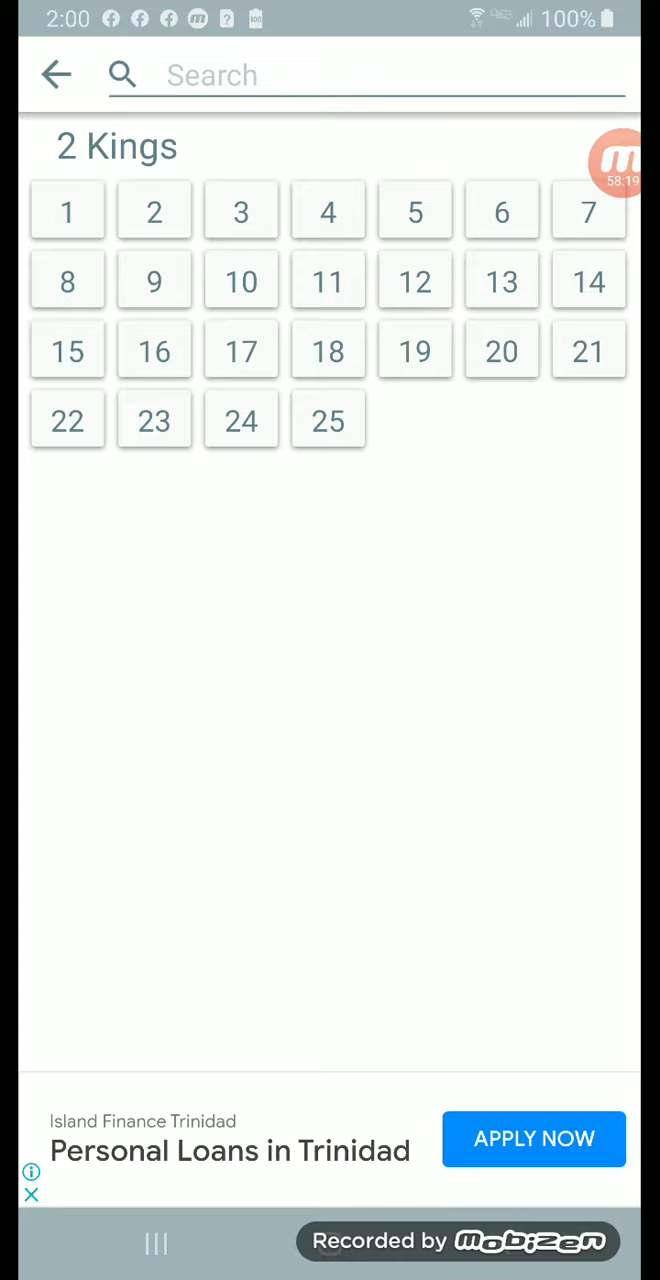 2:00 100%
Search
2 Kings
58:19
1 2 3 4 5 6 7
8 9 10 11 12 13 14
15 16 17 18 19 20 21
22 23 24 25
Island Finance Trinidad
Personal Loans in Trinidad
APPLY NOW
Recorded by mobizen